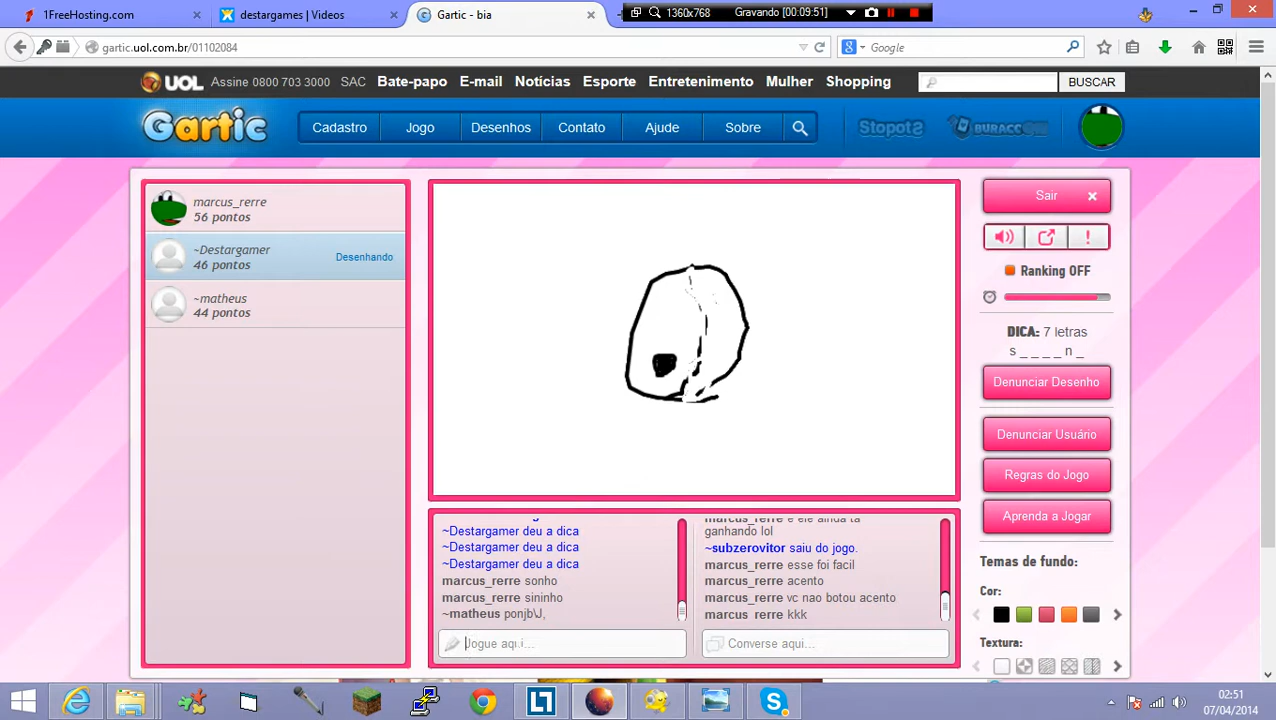 1FreeHosting.com
destargames | Videos
Gartic - bia
1360x768
Gravando [00:09:51]
gartic.uol.com.br/01102084
Google
UOL
Assine 0800 703 3000
SAC
Bate-papo
E-mail
Notícias
Esporte
Entretenimento
Mulher
Shopping
BUSCAR
Gartic
Cadastro
Jogo
Desenhos
Contato
Ajude
Sobre
StopotS
marcus_rerre
56 pontos
~Destargamer
46 pontos
Desenhando
~matheus
44 pontos
Sair
Ranking OFF
DICA: 7 letras
s _ _ _ _ n _
Denunciar Desenho
Denunciar Usuário
Regras do Jogo
Aprenda a Jogar
Temas de fundo:
Cor:
Textura:
~Destargamer deu a dica
~Destargamer deu a dica
~Destargamer deu a dica
marcus_rerre sonho
marcus_rerre sininho
~matheus ponjb\J,
Jogue aqui...
marcus_rerre e ele ainda ta
ganhando lol
~subzerovitor saiu do jogo.
marcus_rerre esse foi facil
marcus_rerre acento
marcus_rerre vc nao botou acento
marcus_rerre kkk
Converse aqui...
02:51
07/04/2014